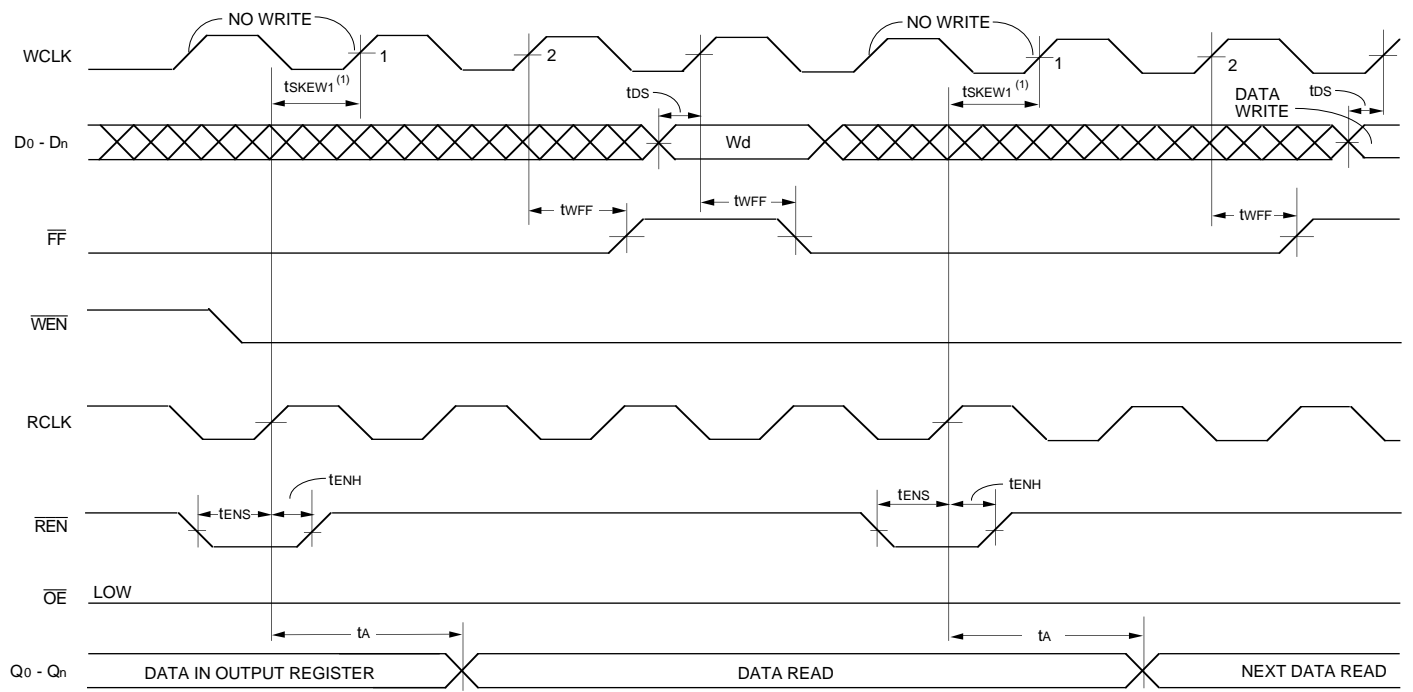 NO WRITE NO WRITE
WCLK 1 2 1 2
tSKEW1 (1) tDS tSKEW1 (1) tDS
DATA WRITE
D0 - Dn Wd
tWFF tWFF tWFF
FF
WEN
RCLK
tENS tENH tENS tENH
REN
OE LOW
tA tA
Q0 - Qn DATA IN OUTPUT REGISTER DATA READ NEXT DATA READ